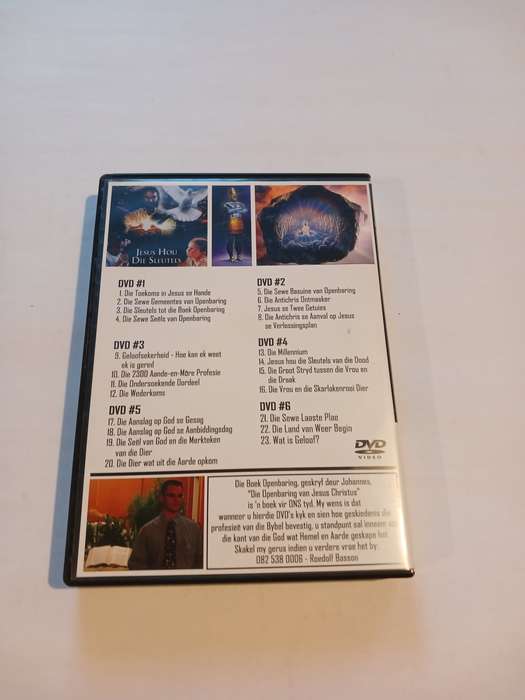 JESUS HOU
DIE SLEUTELS
DVD #1
1. Die Toekoms in Jesus se Hande
2. Die Sewe Gemeentes van Openbaring
3. Die Sleutels tot die Boek Openbaring
4. Die Sewe Seëls van Openbaring
DVD #2
5. Die Sewe Basuine van Openbaring
6. Die Antichris Ontmasker
7. Jesus se Twee Getuies
8. Die Antichris se Aanval op Jesus
se Verlossingsplan
DVD #3
9. Geloofsekerheid - Hoe kan ek weet
ek is gered
10. Die 2300 Aande-en-Môre Profesie
11. Die Ondersoekende Oordeel
12. Die Wederkoms
DVD #4
13. Die Millennium
14. Jesus hou die Sleutels van die Dood
15. Die Groot Stryd tussen die Vrou en
die Draak
16. Die Vrou en die Skarlakenrooi Dier
DVD #5
17. Die Aanslag op God se Gesag
18. Die Aanslag op God se Aanbiddingsdag
19. Die Seël van God en die Merkteken
van die Dier
20. Die Dier wat uit die Aarde opkom
DVD #6
21. Die Sewe Laaste Plae
22. Die Land van Weer Begin
23. Wat is Geloof?
DVD
VIDEO
Die Boek Openbaring, geskryf deur Johannes,
"Die Openbaring van Jesus Christus"
is 'n boek vir ONS tyd. My wens is dat
wanneer u hierdie DVD's kyk en sien hoe geskiedenis die
profesieë van die Bybel bevestig, u standpunt sal inneem aan
die kant van die God wat Hemel en Aarde geskape het.
Skakel my gerus indien u verdere vrae het by:
082 538 0006 - Roedolf Basson